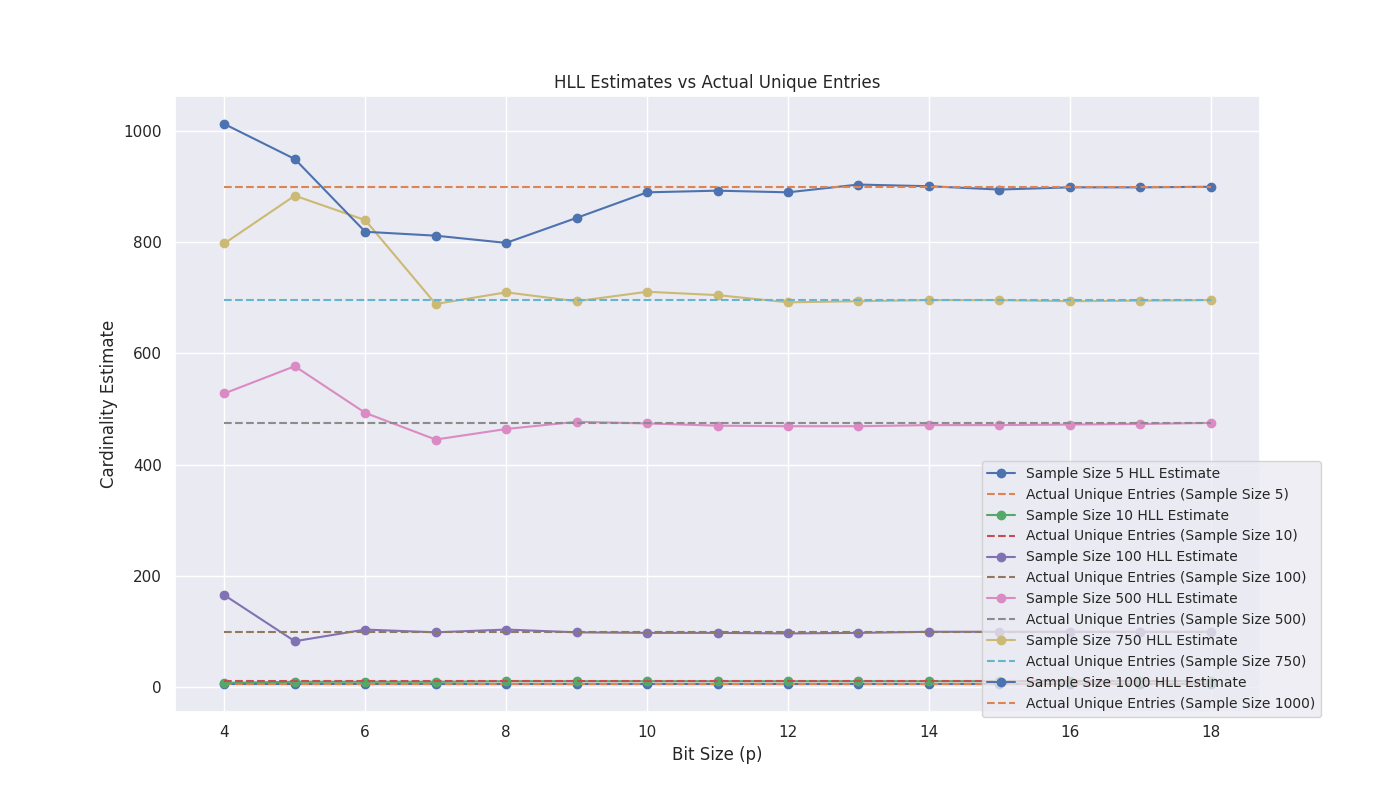 HLL Estimates vs Actual Unique Entries
1000
800
600
400
200
0
Cardinality Estimate
Sample Size 5 HLL Estimate
Actual Unique Entries (Sample Size 5)
Sample Size 10 HLL Estimate
Actual Unique Entries (Sample Size 10)
Sample Size 100 HLL Estimate
Actual Unique Entries (Sample Size 100)
Sample Size 500 HLL Estimate
Actual Unique Entries (Sample Size 500)
Sample Size 750 HLL Estimate
Actual Unique Entries (Sample Size 750)
Sample Size 1000 HLL Estimate
Actual Unique Entries (Sample Size 1000)
4 6 8 10 12 14 16 18
Bit Size (p)